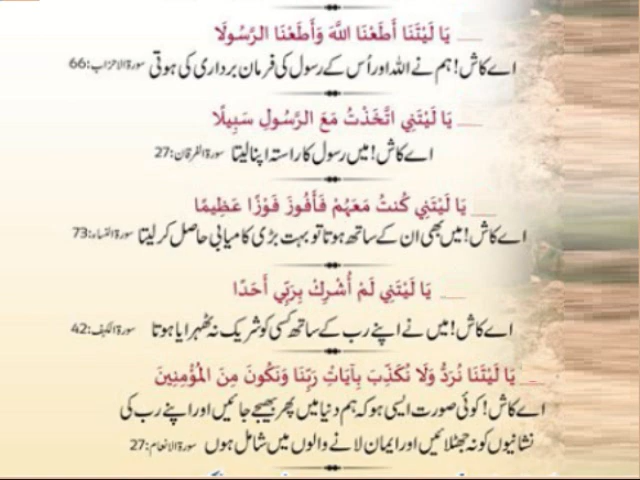 يَا لَيْتَنَا أَطَعْنَا اللَّهَ وَأَطَعْنَا الرَّسُولَا
اے کاش! ہم نے اللہ اور اُس کے رسول کی فرمان برداری کی ہوتی سورۃ الاحزاب:66
يَا لَيْتَنِي اتَّخَذْتُ مَعَ الرَّسُولِ سَبِيلًا
اے کاش! میں رسول کا راستہ اپنا لیتا سورۃ الفرقان:27
يَا لَيْتَنِي كُنتُ مَعَهُمْ فَأَفُوزَ فَوْزًا عَظِيمًا
اے کاش! میں بھی ان کے ساتھ ہوتا تو بہت بڑی کامیابی حاصل کر لیتا سورۃ النساء:73
يَا لَيْتَنِي لَمْ أُشْرِكْ بِرَبِّي أَحَدًا
اے کاش! میں نے اپنے رب کے ساتھ کسی کو شریک نہ ٹھہرایا ہوتا سورۃ الکہف:42
يَا لَيْتَنَا نُرَدُّ وَلَا نُكَذِّبَ بِآيَاتِ رَبِّنَا وَنَكُونَ مِنَ الْمُؤْمِنِينَ
اے کاش! کوئی صورت ایسی ہو کہ ہم دنیا میں پھر بھیجے جائیں اور اپنے رب کی
نشانیوں کو نہ جھٹلائیں اور ایمان لانے والوں میں شامل ہوں سورۃ الانعام:27